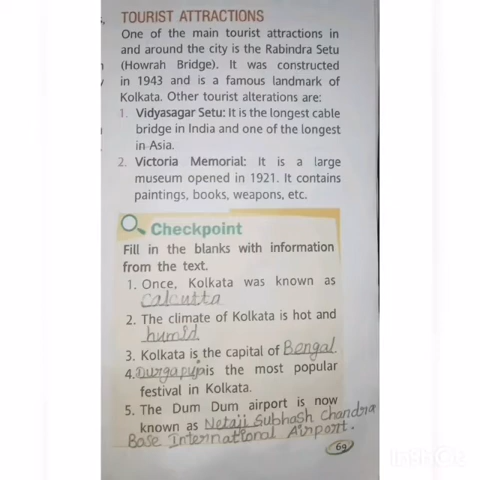 TOURIST ATTRACTIONS
One of the main tourist attractions in
and around the city is the Rabindra Setu
(Howrah Bridge). It was constructed
in 1943 and is a famous landmark of
Kolkata. Other tourist alterations are:
1. Vidyasagar Setu: It is the longest cable
bridge in India and one of the longest
in Asia.
2. Victoria Memorial: It is a large
museum opened in 1921. It contains
paintings, books, weapons, etc.
Checkpoint
Fill in the blanks with information
from the text.
1. Once, Kolkata was known as
calcutta
2. The climate of Kolkata is hot and
humid
3. Kolkata is the capital of Bengal
4. Durga puja is the most popular
festival in Kolkata.
5. The Dum Dum airport is now
known as Netaji Subhash Chandra
Base International Airport.
69